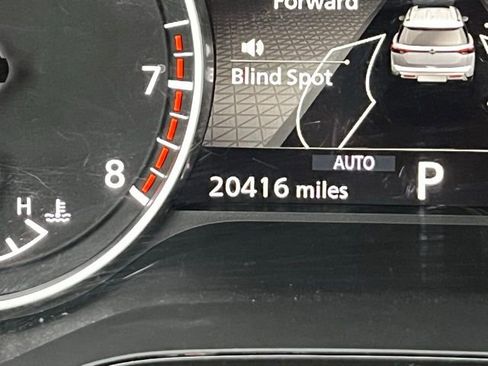 Forward
Blind Spot
7
AUTO
8
20416 miles P
H